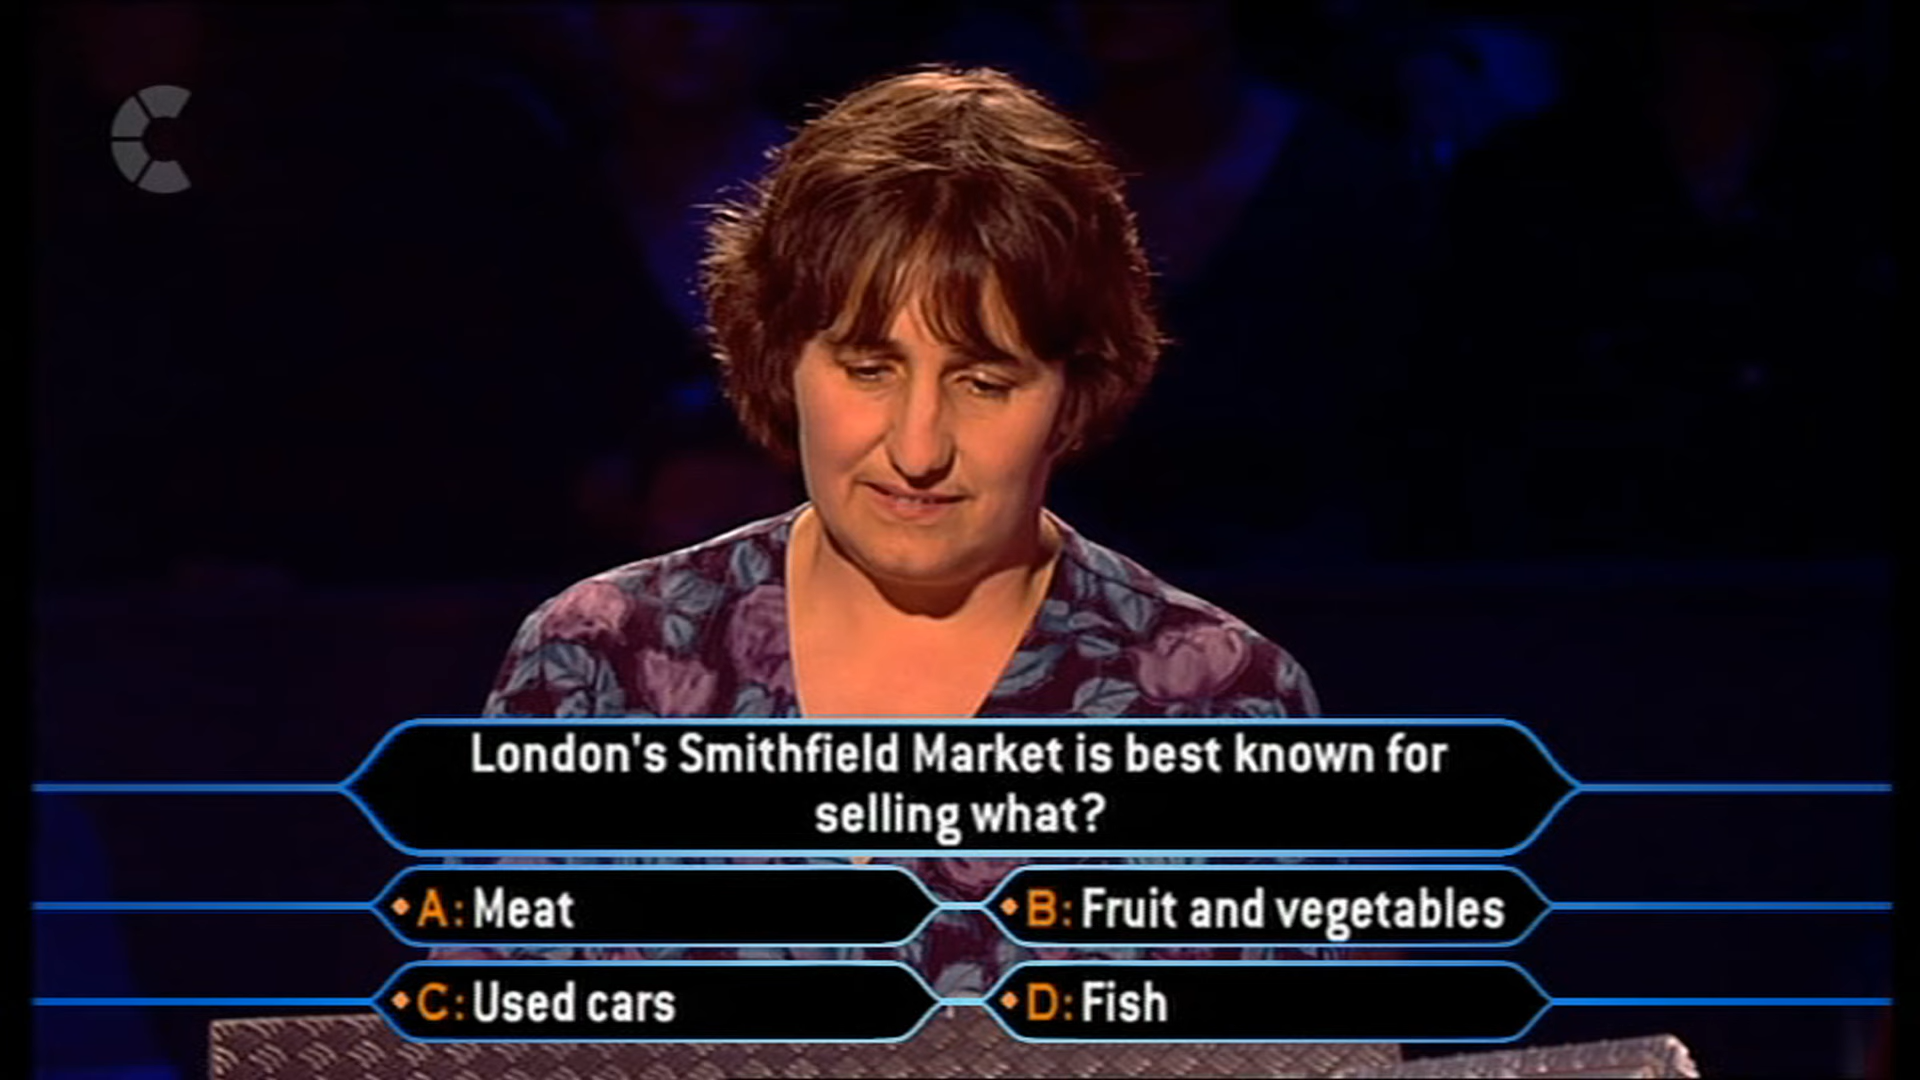 London's Smithfield Market is best known for
selling what?
A: Meat
B: Fruit and vegetables
C: Used cars
D: Fish